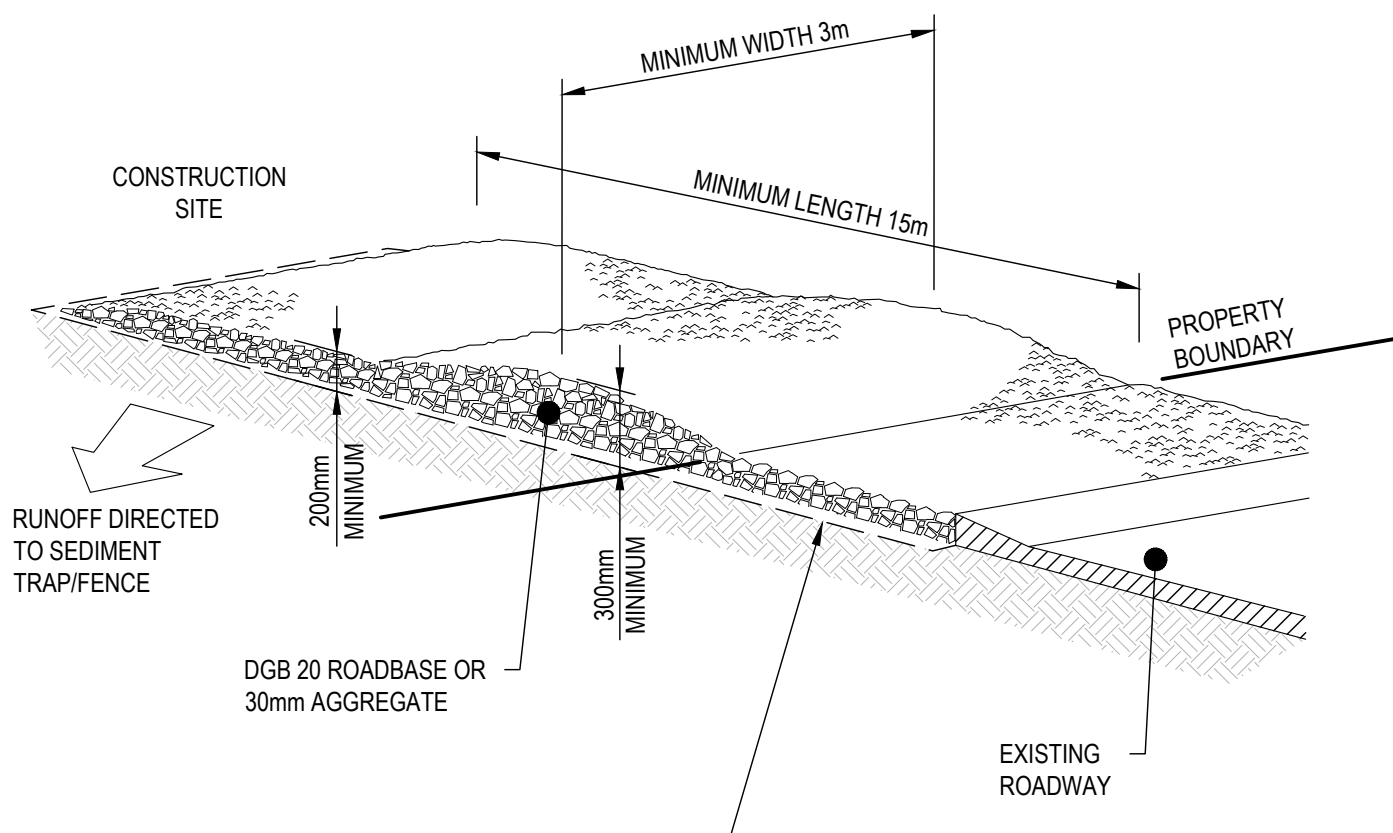 MINIMUM WIDTH 3m
MINIMUM LENGTH 15m
CONSTRUCTION
SITE
PROPERTY
BOUNDARY
200mm
MINIMUM
300mm
MINIMUM
RUNOFF DIRECTED
TO SEDIMENT
TRAP/FENCE
DGB 20 ROADBASE OR
30mm AGGREGATE
EXISTING
ROADWAY